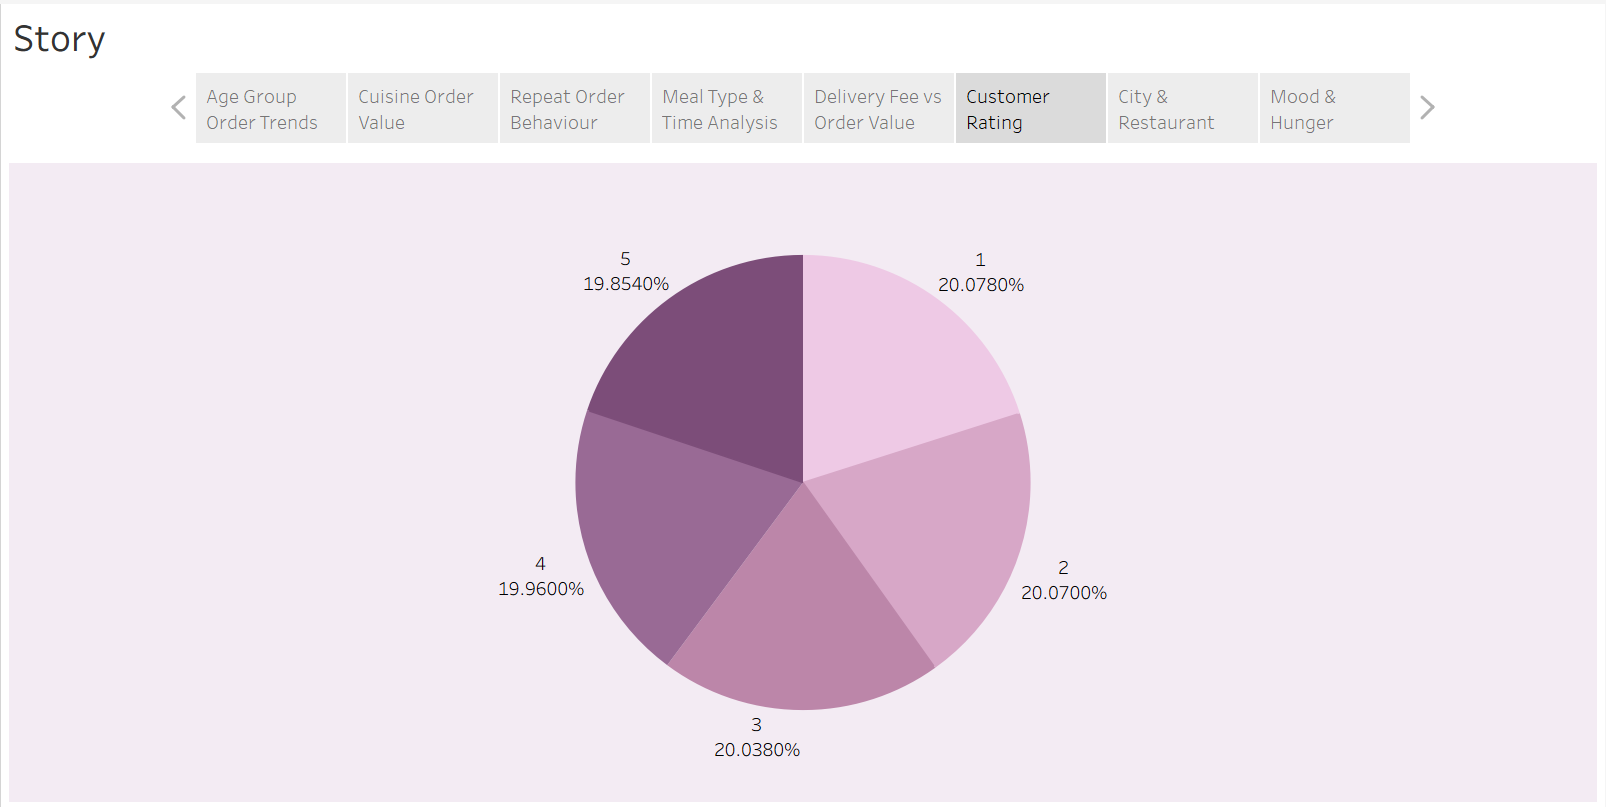 Story
Age Group
Order Trends
Cuisine Order
Value
Repeat Order
Behaviour
Meal Type &
Time Analysis
Delivery Fee vs
Order Value
Customer
Rating
City &
Restaurant
Mood &
Hunger
5
19.8540%
1
20.0780%
4
19.9600%
2
20.0700%
3
20.0380%